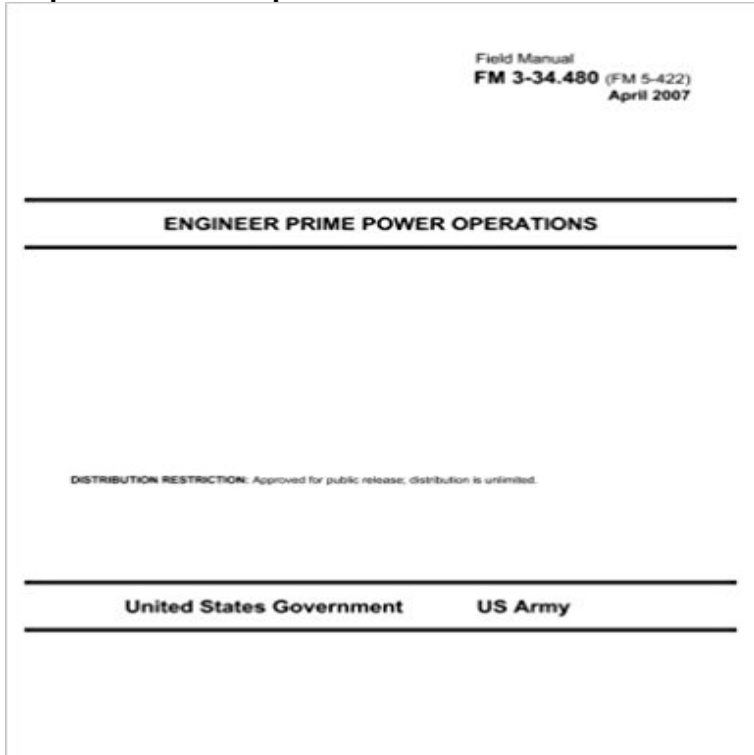 Field Manual
FM 3-34.480 (FM 5-422)
April 2007
ENGINEER PRIME POWER OPERATIONS
DISTRIBUTION RESTRICTION: Approved for public release; distribution is unlimited.
United States Government US Army